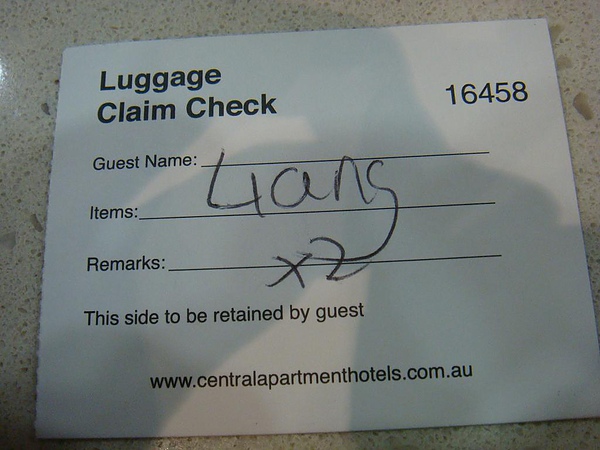 Luggage
Claim Check
16458
Guest Name:
Liang
Items:
Remarks:
x2
This side to be retained by guest
www.centralapartmenthotels.com.au